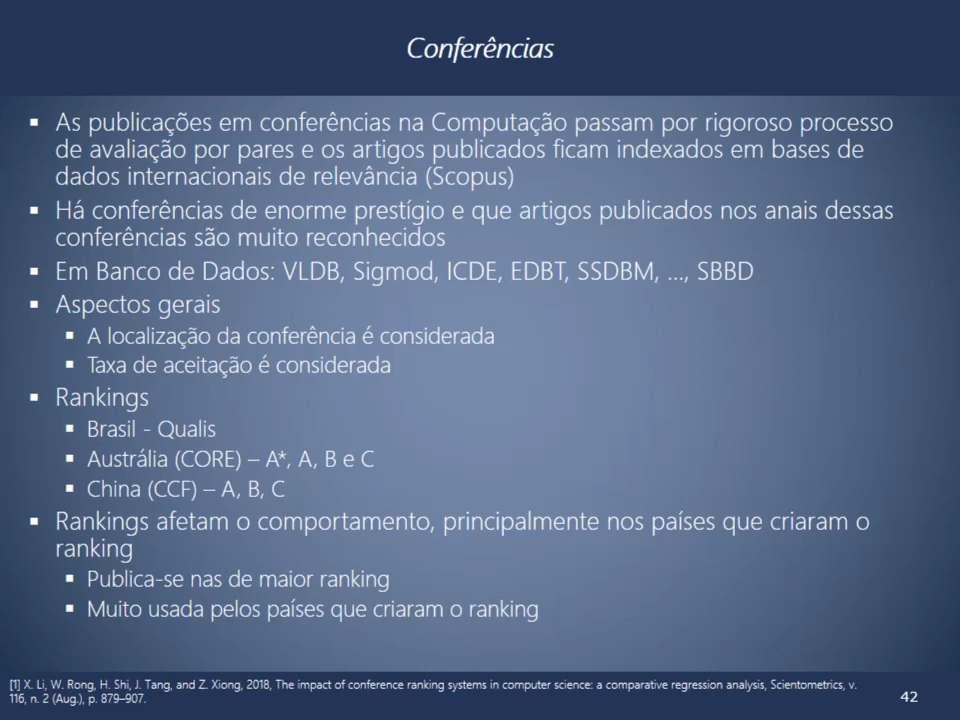 Conferências
▪ As publicações em conferências na Computação passam por rigoroso processo
de avaliação por pares e os artigos publicados ficam indexados em bases de
dados internacionais de relevância (Scopus)
▪ Há conferências de enorme prestígio e que artigos publicados nos anais dessas
conferências são muito reconhecidos
▪ Em Banco de Dados: VLDB, Sigmod, ICDE, EDBT, SSDBM, ..., SBBD
▪ Aspectos gerais
▪ A localização da conferência é considerada
▪ Taxa de aceitação é considerada
▪ Rankings
▪ Brasil - Qualis
▪ Austrália (CORE) – A*, A, B e C
▪ China (CCF) – A, B, C
▪ Rankings afetam o comportamento, principalmente nos países que criaram o
ranking
▪ Publica-se nas de maior ranking
▪ Muito usada pelos países que criaram o ranking
[1] X. Li, W. Rong, H. Shi, J. Tang, and Z. Xiong, 2018, The impact of conference ranking systems in computer science: a comparative regression analysis, Scientometrics, v.
116, n. 2 (Aug.), p. 879–907.
42